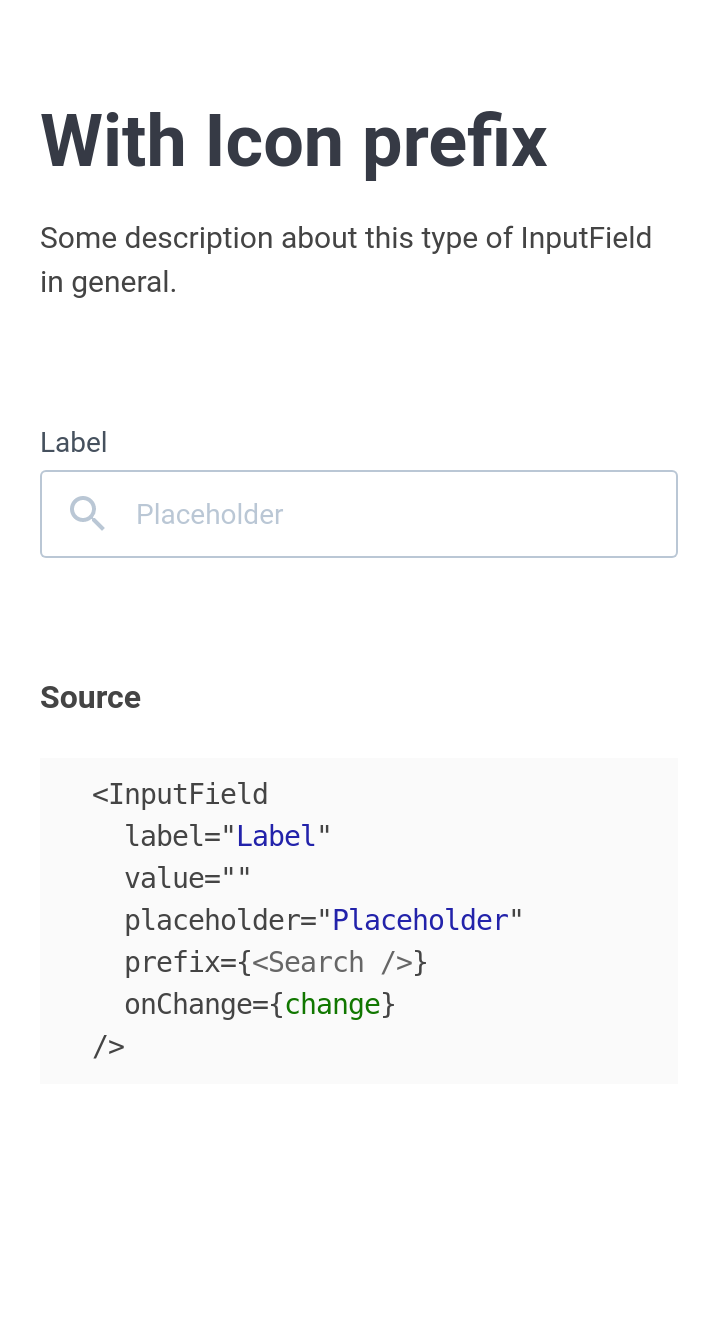 With Icon prefix
Some description about this type of InputField
in general.
Label
Placeholder
Source
<InputField
  label="Label"
  value=""
  placeholder="Placeholder"
  prefix={<Search />}
  onChange={change}
/>